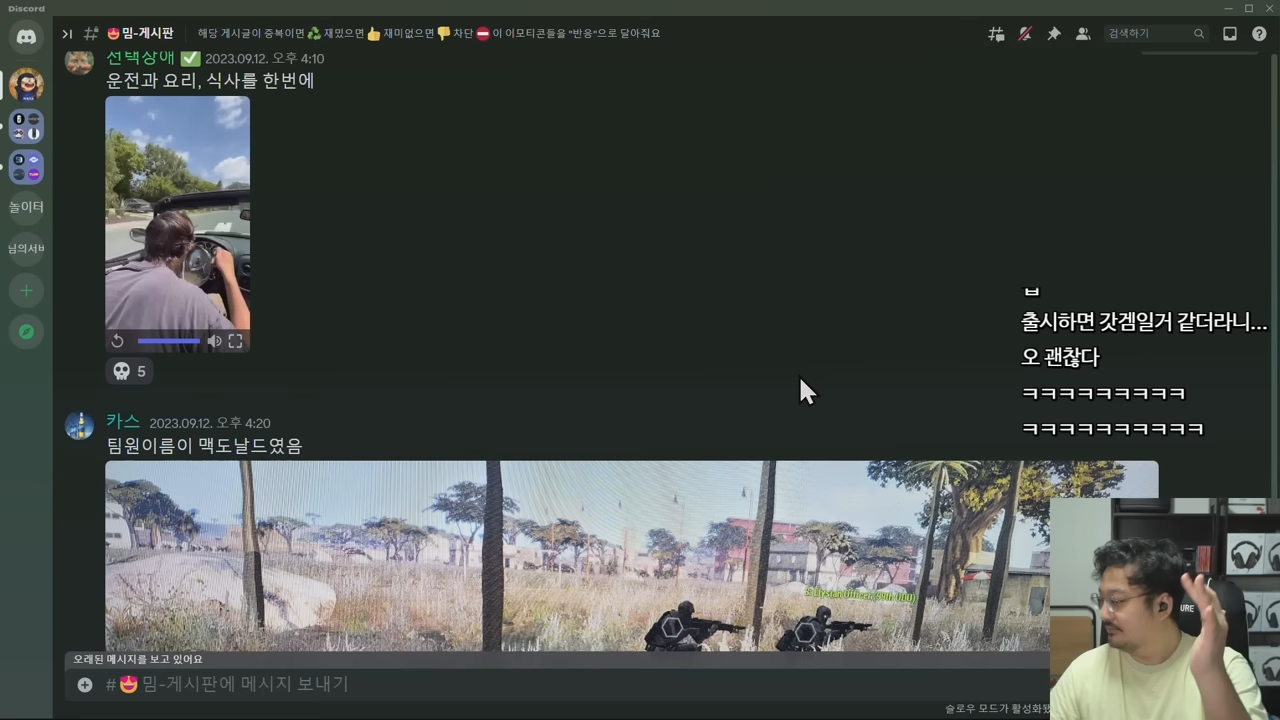 Discord
밈-게시판
해당 게시글이 중복이면 ♻️ 재밌으면 👍 재미없으면 👎 차단 ⛔ 이 이모티콘들을 "반응"으로 달아줘요
검색하기
선택장애 ✅ 2023.09.12. 오후 4:10
운전과 요리, 식사를 한번에
놀이터
님의서버
5
ㅂ
출시하면 갓겜일거 같더라니...
오 괜찮다
ㅋㅋㅋㅋㅋㅋㅋㅋㅋ
ㅋㅋㅋㅋㅋㅋㅋㅋㅋㅋ
카스 2023.09.12. 오후 4:20
팀원이름이 맥도날드였음
URE
오래된 메시지를 보고 있어요
#😍밈-게시판에 메시지 보내기
슬로우 모드가 활성화됐